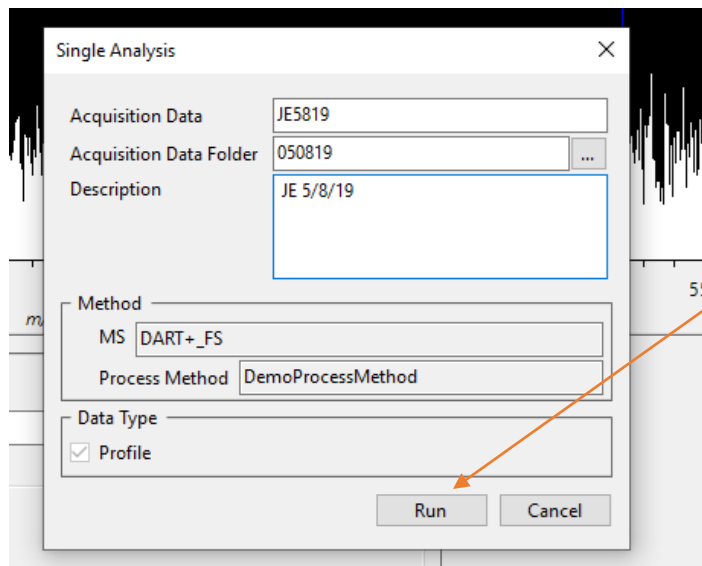 Single Analysis
Acquisition Data JE5819
Acquisition Data Folder 050819 ...
Description JE 5/8/19
Method
MS DART+_FS
Process Method DemoProcessMethod
Data Type
Profile
Run Cancel